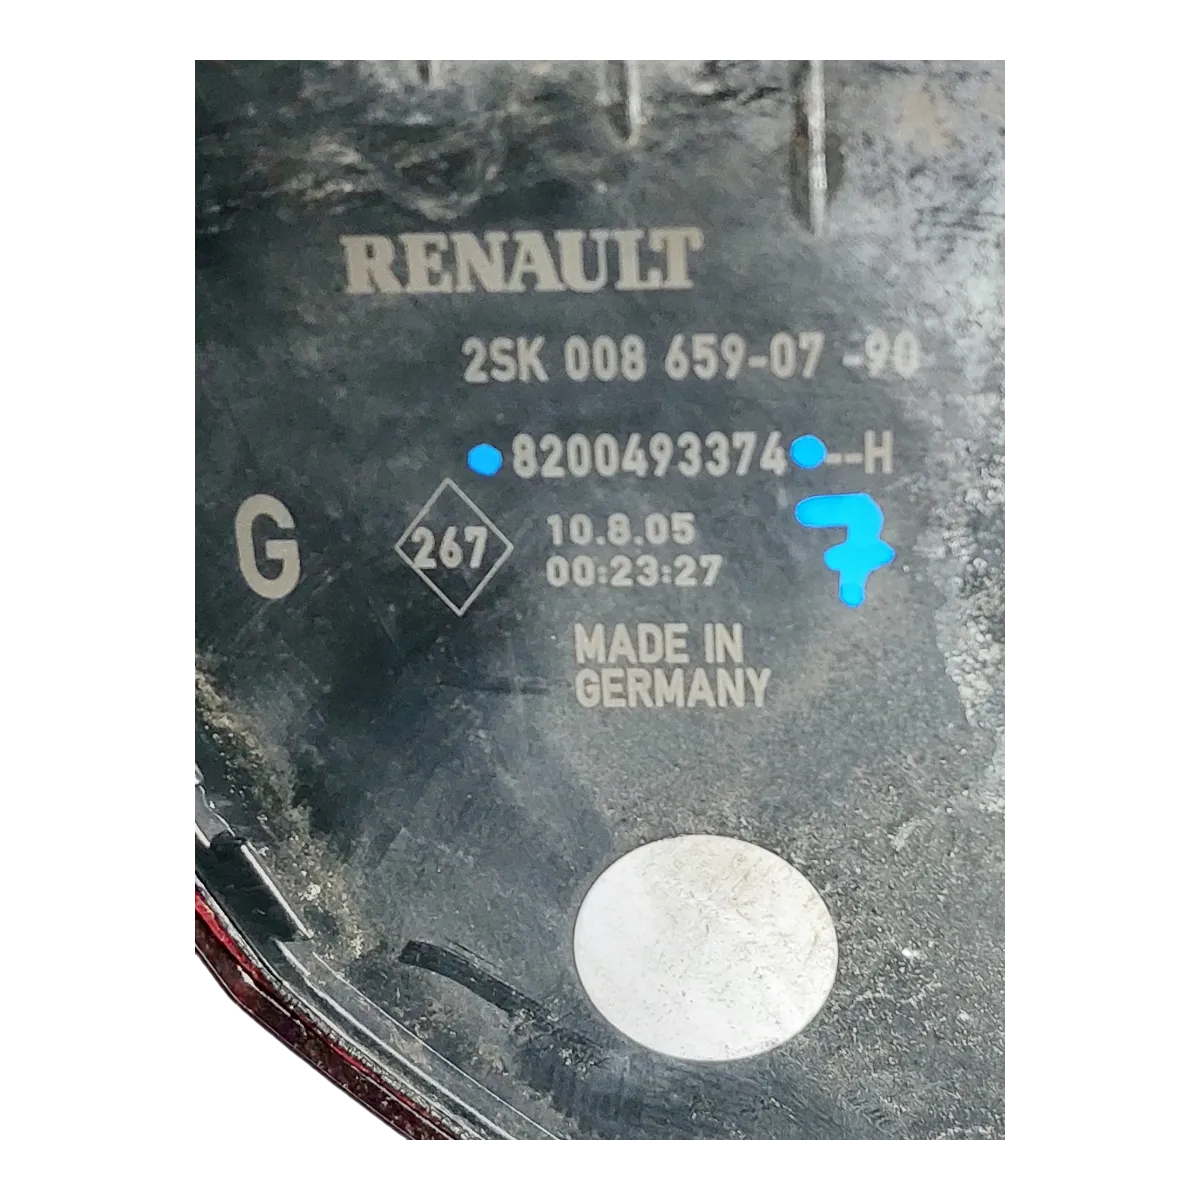 RENAULT
2SK 008 659-07 -90
8200493374 --H
G
267
10.8.05
00:23:27
7
MADE IN
GERMANY